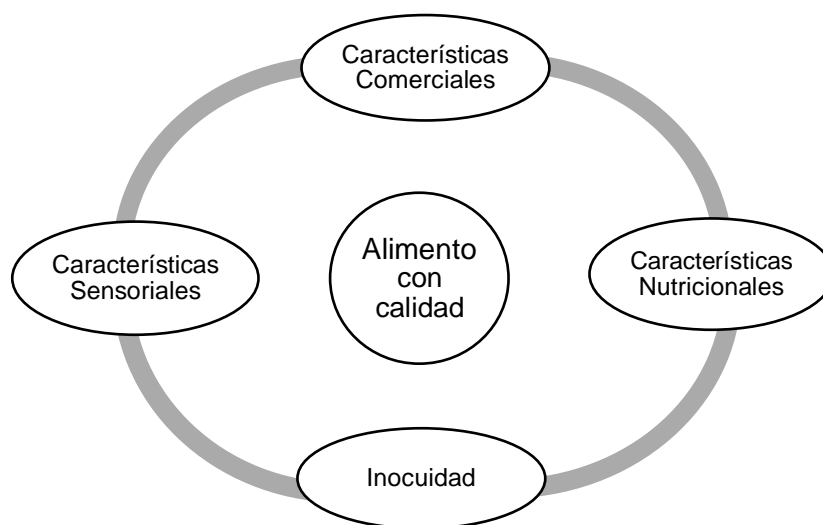 Características
Comerciales
Características
Sensoriales
Alimento
con
calidad
Características
Nutricionales
Inocuidad